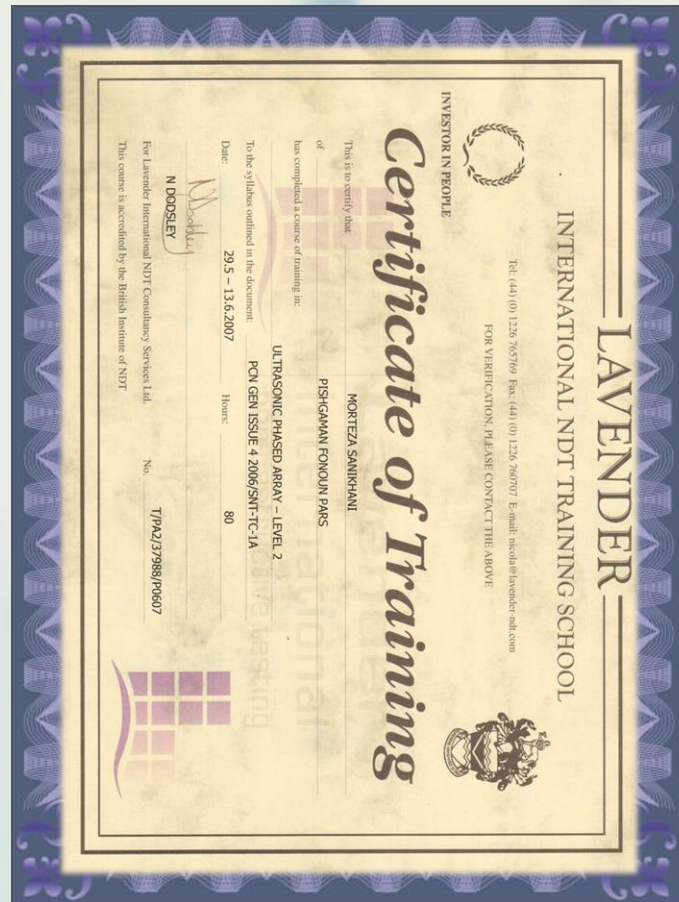 LAVENDER
INTERNATIONAL NDT TRAINING SCHOOL
Tel: (44) (0) 1226 765769 Fax: (44) (0) 1226 760707 E-mail: nicola@lavender-ndt.com
FOR VERIFICATION, PLEASE CONTACT THE ABOVE
INVESTOR IN PEOPLE
Certificate of Training
This is to certify that MORTEZA SANIKHANI
of PISHGAMAN FONOUN PARS
has completed a course of training in: ULTRASONIC PHASED ARRAY – LEVEL 2
To the syllabus outlined in the document: PCN GEN ISSUE 4 2006/SNT-TC-1A
Date: 29.5 – 13.6.2007 Hours: 80
N DODSLEY
For Lavender International NDT Consultancy Services Ltd. No. T/PA2/37988/P0607
This course is accredited by the British Institute of NDT